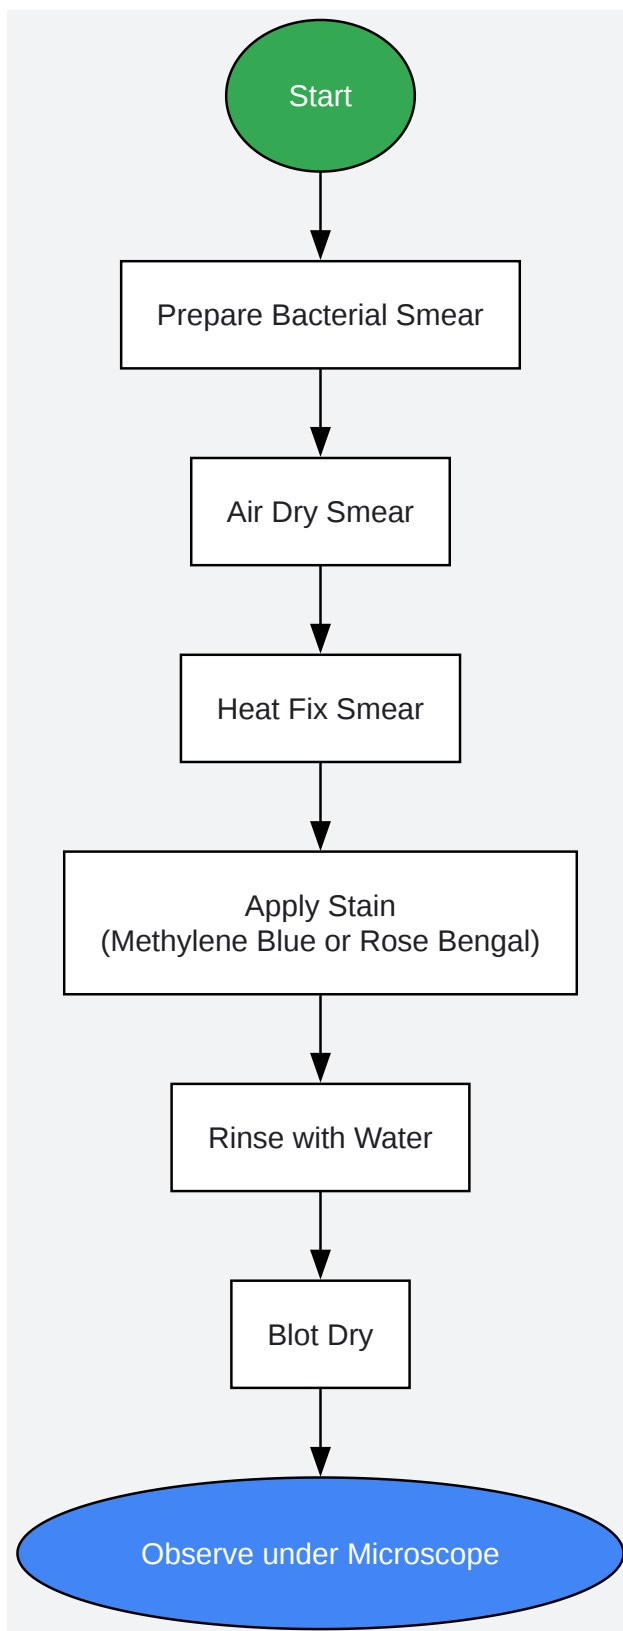 Start
Prepare Bacterial Smear
Air Dry Smear
Heat Fix Smear
Apply Stain
(Methylene Blue or Rose Bengal)
Rinse with Water
Blot Dry
Observe under Microscope